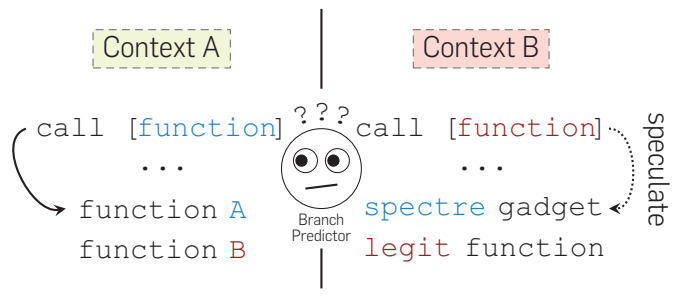 Context A
call [function]
...
function A
function B
? ? ?
Branch
Predictor
Context B
call [function]
...
spectre gadget
legit function
speculate